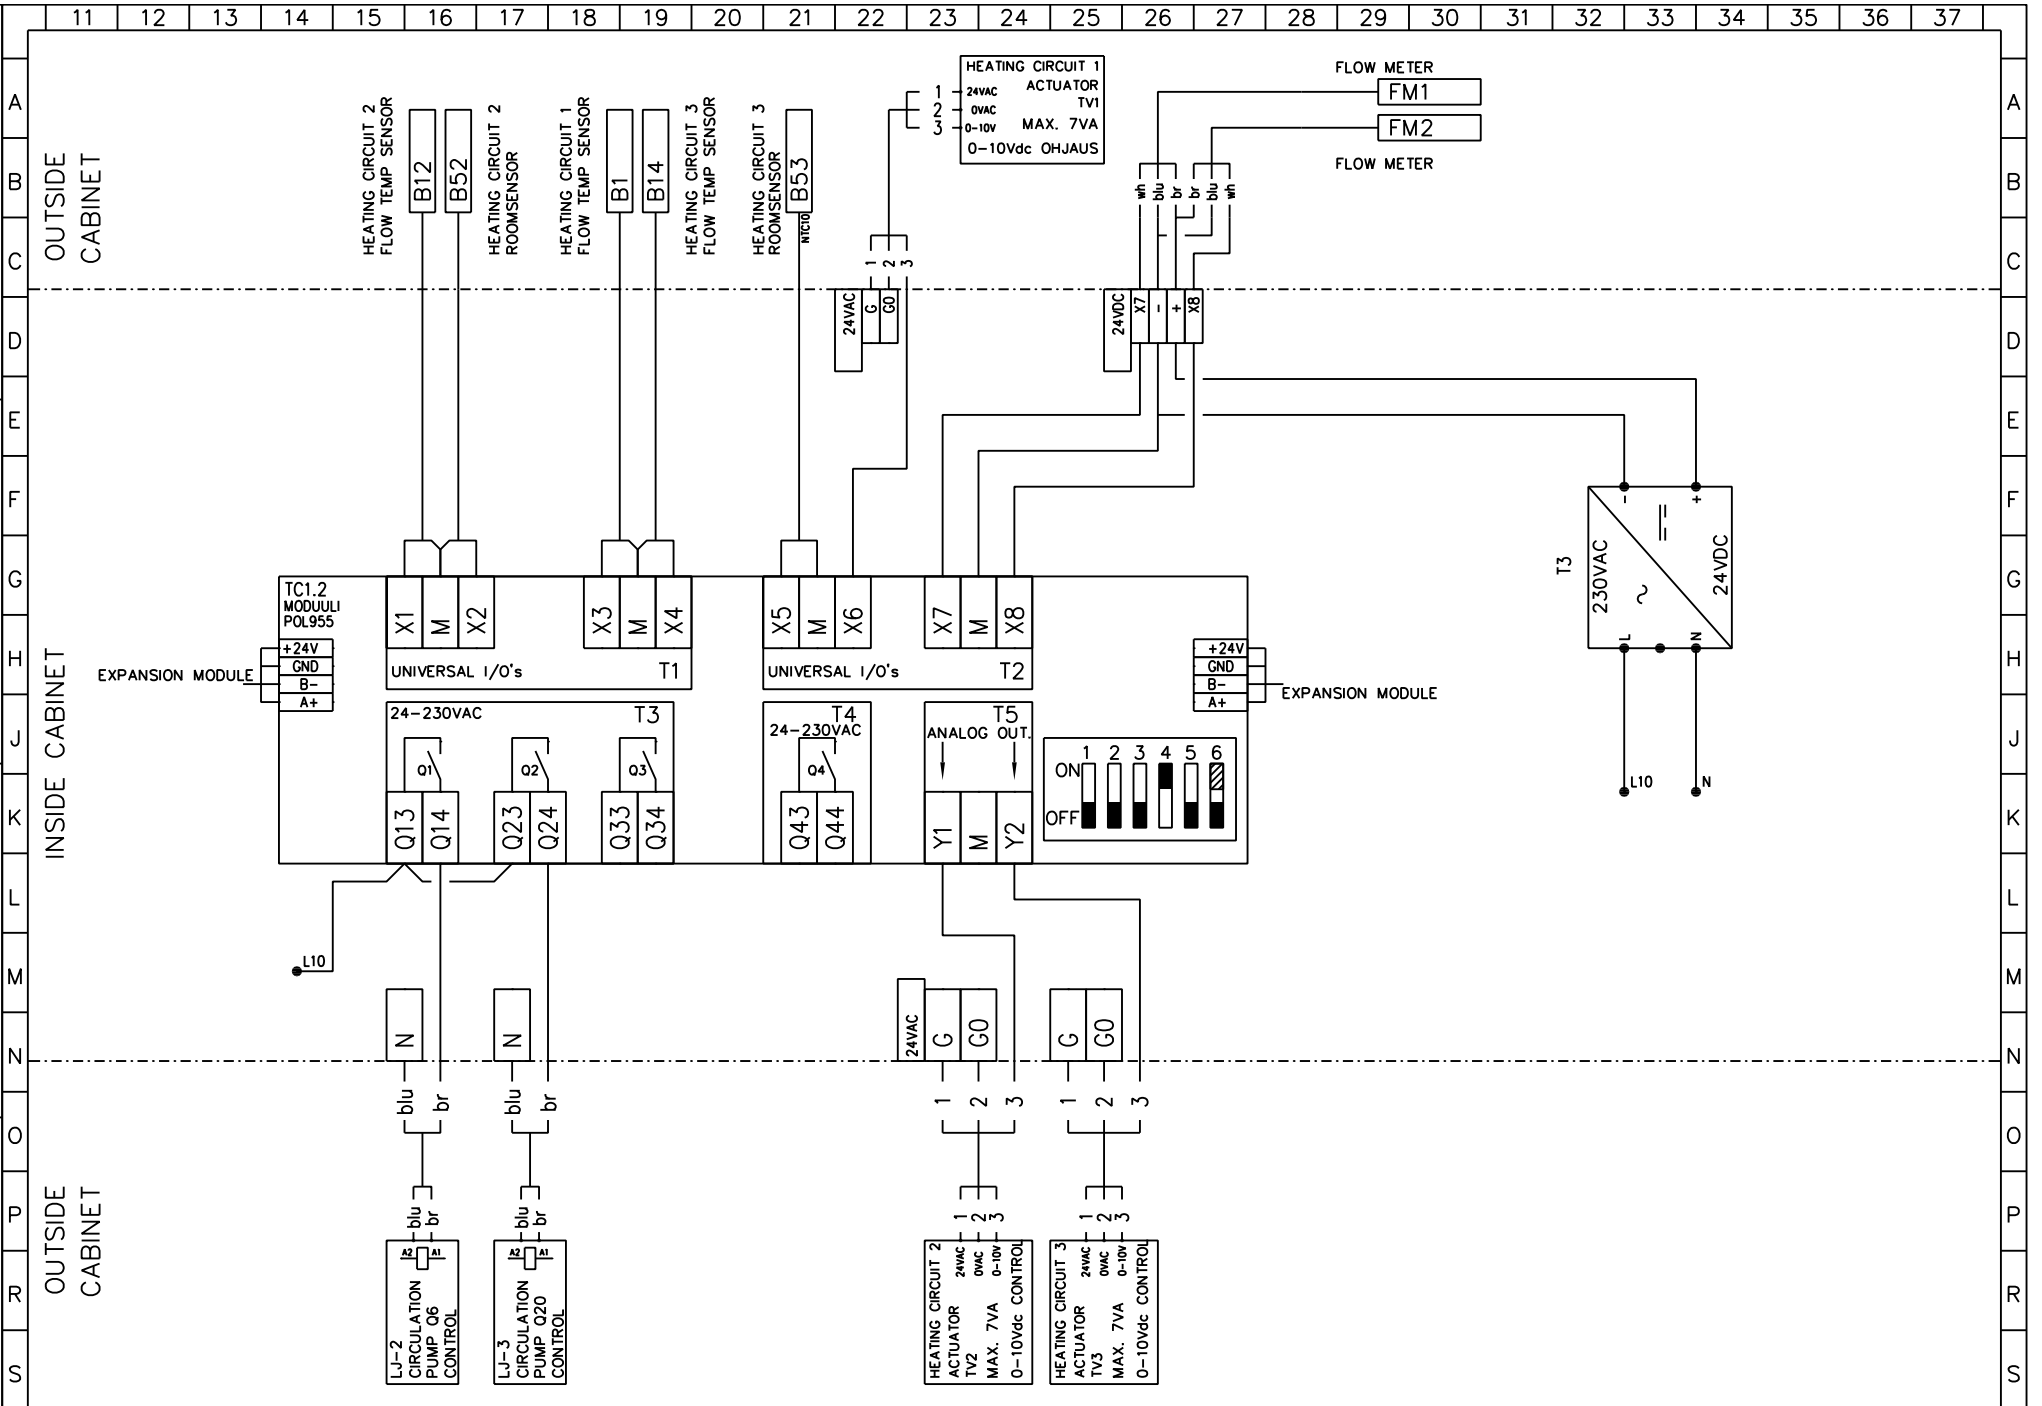 11 12 13 14 15 16 17 18 19 20 21 22 23 24 25 26 27 28 29 30 31 32 33 34 35 36 37
A
B
C
D
E
F
G
H
J
K
L
M
N
O
P
R
S
OUTSIDE
CABINET
HEATING CIRCUIT 2
FLOW TEMP SENSOR
B12
B52
HEATING CIRCUIT 2
ROOMSENSOR
HEATING CIRCUIT 1
FLOW TEMP SENSOR
B1
B14
HEATING CIRCUIT 3
FLOW TEMP SENSOR
HEATING CIRCUIT 3
ROOMSENSOR
B53
NTC10
1
2
3
HEATING CIRCUIT 1
24VAC ACTUATOR
0VAC TV1
0-10V MAX. 7VA
0-10Vdc OHJAUS
FLOW METER
FM1
FM2
FLOW METER
wh
blu
br
br
blu
wh
1
2
3
24VAC
G
G0
24VDC
X7
-
+
X8
INSIDE CABINET
TC1.2
MODUULI
POL955
X1
M
X2
X3
M
X4
X5
M
X6
X7
M
X8
UNIVERSAL I/O's T1
UNIVERSAL I/O's T2
EXPANSION MODULE
+24V
GND
B-
A+
+24V
GND
B-
A+
EXPANSION MODULE
24-230VAC T3
Q1
Q2
Q3
T4
24-230VAC
Q4
T5
ANALOG OUT.
1 2 3 4 5 6
ON
OFF
Q13
Q14
Q23
Q24
Q33
Q34
Q43
Q44
Y1
M
Y2
T3
230VAC
24VDC
-
+
~
L
N
L10
N
L10
N
N
24VAC
G
G0
G
G0
OUTSIDE
CABINET
blu
br
blu
br
1
2
3
1
2
3
blu
br
blu
br
1
2
3
1
2
3
A2 A1
LJ-2
CIRCULATION
PUMP Q6
CONTROL
A2 A1
LJ-3
CIRCULATION
PUMP Q20
CONTROL
HEATING CIRCUIT 2
ACTUATOR
TV2
MAX. 7VA
0-10Vdc CONTROL
24VAC
0VAC
0-10V
HEATING CIRCUIT 3
ACTUATOR
TV3
MAX. 7VA
0-10Vdc CONTROL
24VAC
0VAC
0-10V
A
B
C
D
E
F
G
H
J
K
L
M
N
O
P
R
S